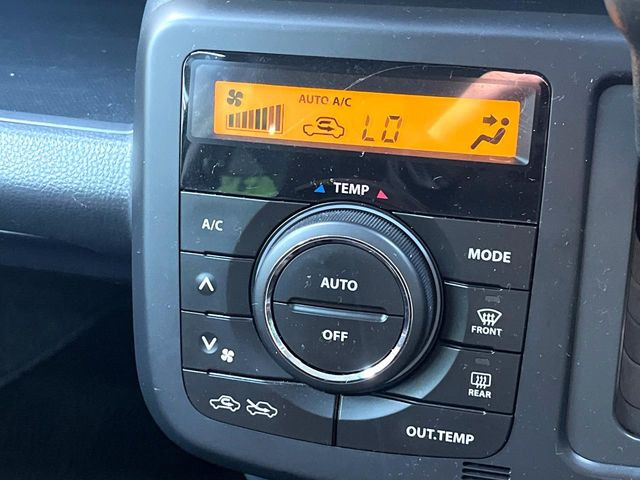 AUTO A/C
LO
TEMP
A/C
MODE
AUTO
OFF
FRONT
REAR
OUT.TEMP